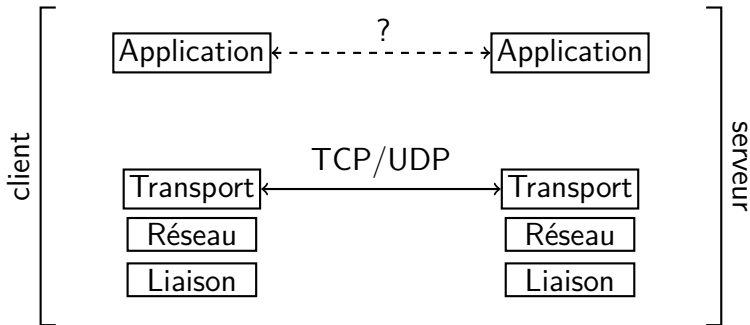 ?
Application Application
client
serveur
TCP/UDP
Transport Transport
Réseau Réseau
Liaison Liaison